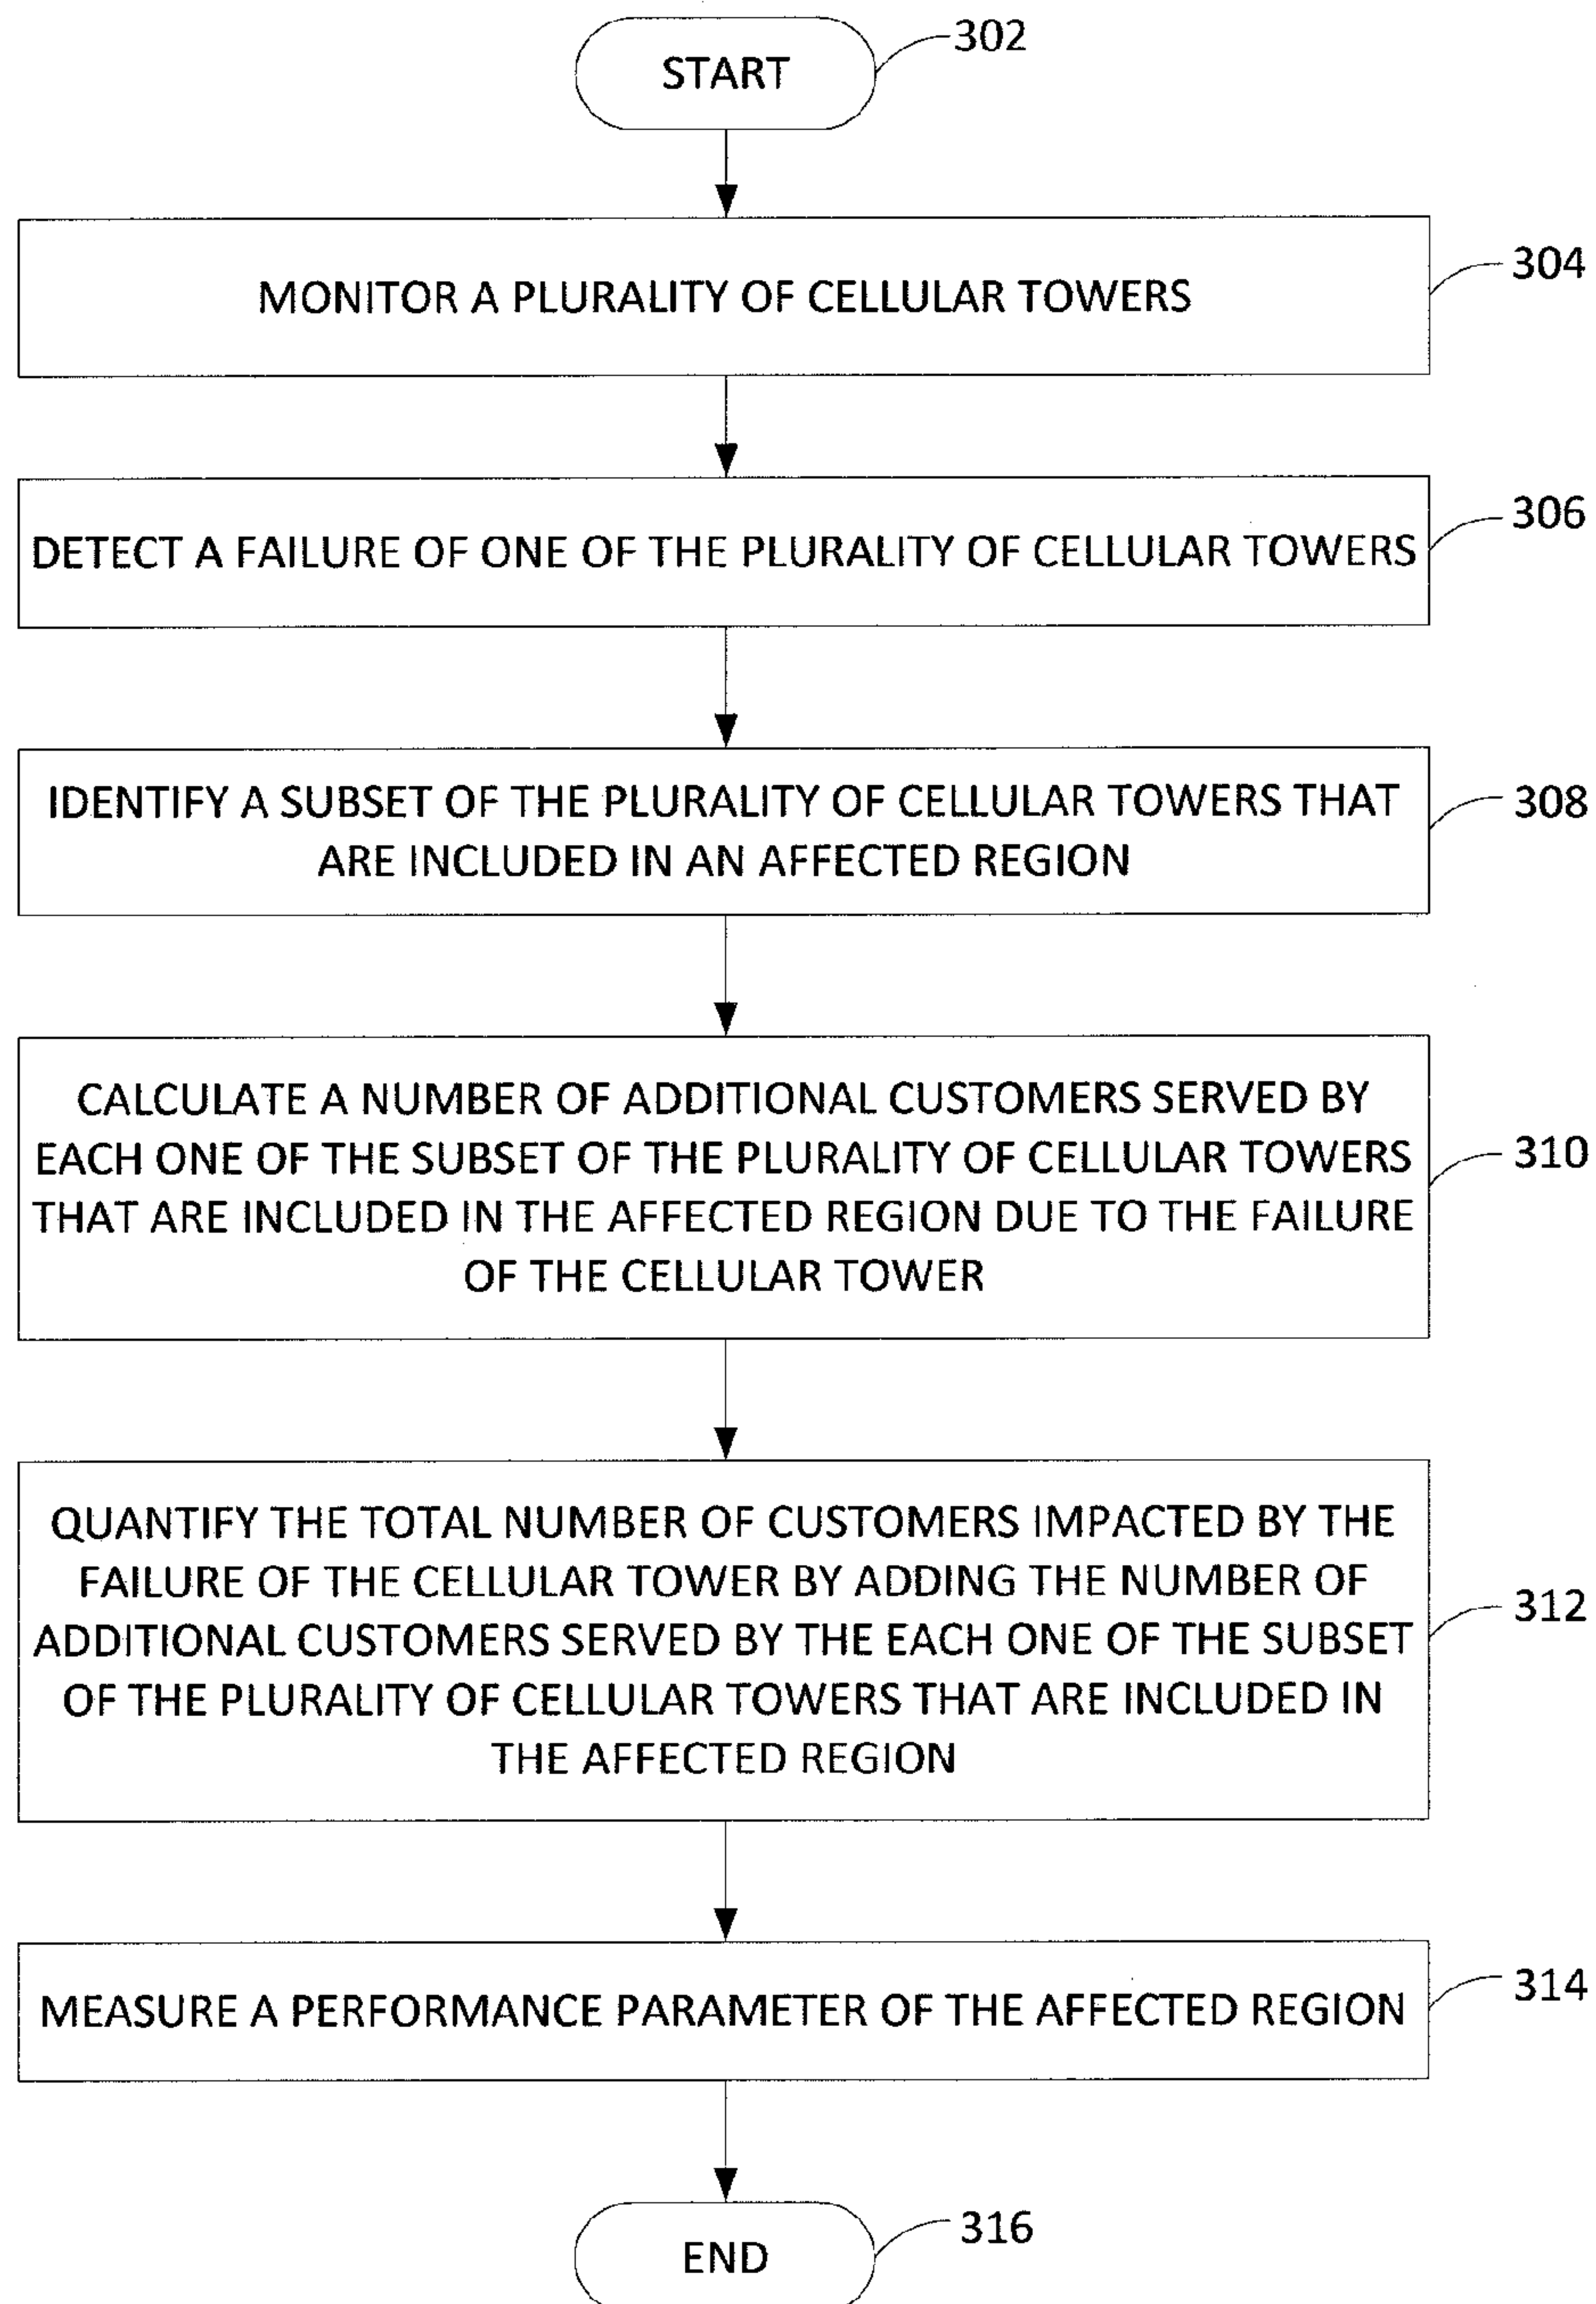 START
302
MONITOR A PLURALITY OF CELLULAR TOWERS
304
DETECT A FAILURE OF ONE OF THE PLURALITY OF CELLULAR TOWERS
306
IDENTIFY A SUBSET OF THE PLURALITY OF CELLULAR TOWERS THAT
ARE INCLUDED IN AN AFFECTED REGION
308
CALCULATE A NUMBER OF ADDITIONAL CUSTOMERS SERVED BY
EACH ONE OF THE SUBSET OF THE PLURALITY OF CELLULAR TOWERS
THAT ARE INCLUDED IN THE AFFECTED REGION DUE TO THE FAILURE
OF THE CELLULAR TOWER
310
QUANTIFY THE TOTAL NUMBER OF CUSTOMERS IMPACTED BY THE
FAILURE OF THE CELLULAR TOWER BY ADDING THE NUMBER OF
ADDITIONAL CUSTOMERS SERVED BY THE EACH ONE OF THE SUBSET
OF THE PLURALITY OF CELLULAR TOWERS THAT ARE INCLUDED IN
THE AFFECTED REGION
312
MEASURE A PERFORMANCE PARAMETER OF THE AFFECTED REGION
314
END
316